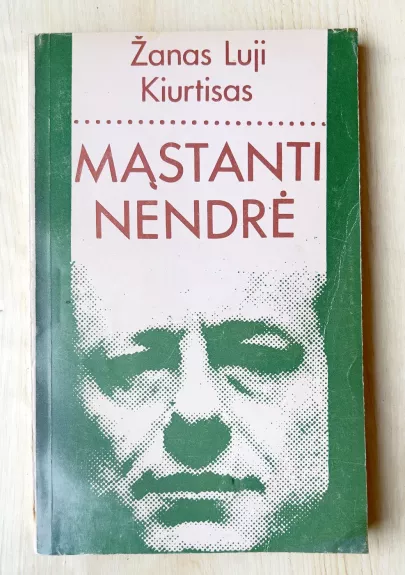 Žanas Luji
Kiurtisas
MĄSTANTI
NENDRĖ